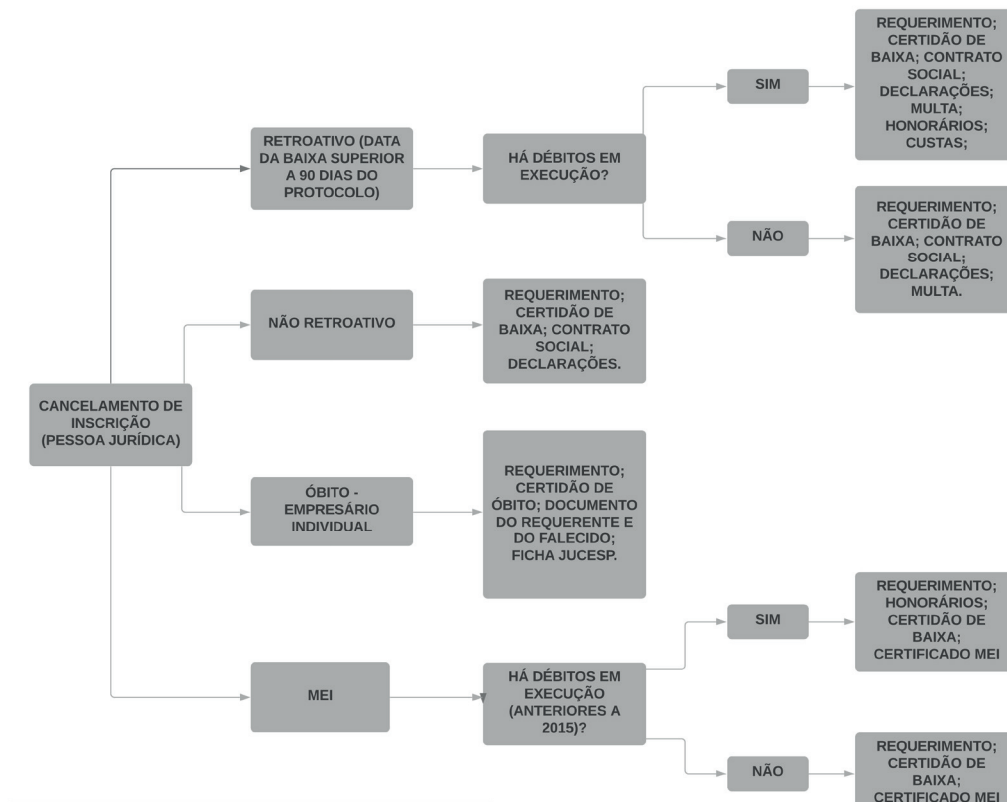 CANCELAMENTO DE
INSCRIÇÃO
(PESSOA JURÍDICA)
RETROATIVO (DATA
DA BAIXA SUPERIOR
A 90 DIAS DO
PROTOCOLO)
HÁ DÉBITOS EM
EXECUÇÃO?
SIM
REQUERIMENTO;
CERTIDÃO DE
BAIXA; CONTRATO
SOCIAL;
DECLARAÇÕES;
MULTA;
HONORÁRIOS;
CUSTAS;
NÃO
REQUERIMENTO;
CERTIDÃO DE
BAIXA; CONTRATO
SOCIAL;
DECLARAÇÕES;
MULTA.
NÃO RETROATIVO
REQUERIMENTO;
CERTIDÃO DE
BAIXA; CONTRATO
SOCIAL;
DECLARAÇÕES.
ÓBITO -
EMPRESÁRIO
INDIVIDUAL
REQUERIMENTO;
CERTIDÃO DE
ÓBITO; DOCUMENTO
DO REQUERENTE E
DO FALECIDO;
FICHA JUCESP.
MEI
HÁ DÉBITOS EM
EXECUÇÃO
(ANTERIORES A
2015)?
SIM
REQUERIMENTO;
HONORÁRIOS;
CERTIDÃO DE
BAIXA;
CERTIFICADO MEI
NÃO
REQUERIMENTO;
CERTIDÃO DE
BAIXA;
CERTIFICADO MEI